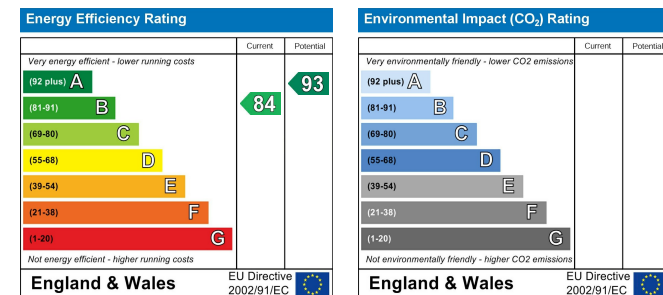 Energy Efficiency Rating
Current Potential
Very energy efficient - lower running costs
(92 plus) A
93
(81-91) B
84
(69-80) C
(55-68) D
(39-54) E
(21-38) F
(1-20) G
Not energy efficient - higher running costs
England & Wales
EU Directive
2002/91/EC
Environmental Impact (CO₂) Rating
Current Potential
Very environmentally friendly - lower CO2 emissions
(92 plus) A
(81-91) B
(69-80) C
(55-68) D
(39-54) E
(21-38) F
(1-20) G
Not environmentally friendly - higher CO2 emissions
England & Wales
EU Directive
2002/91/EC